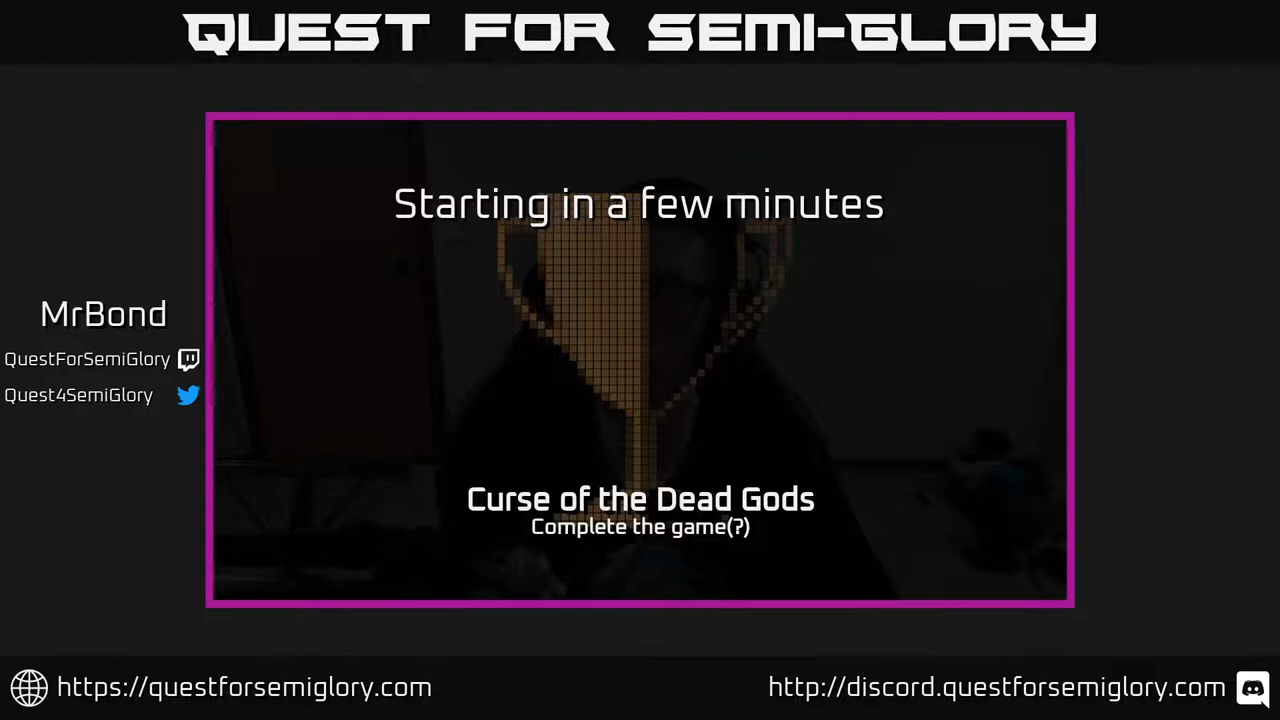 QUEST FOR SEMI-GLORY
Starting in a few minutes
MrBond
QuestForSemiGlory
Quest4SemiGlory
Curse of the Dead Gods
Complete the game(?)
https://questforsemiglory.com
http://discord.questforsemiglory.com